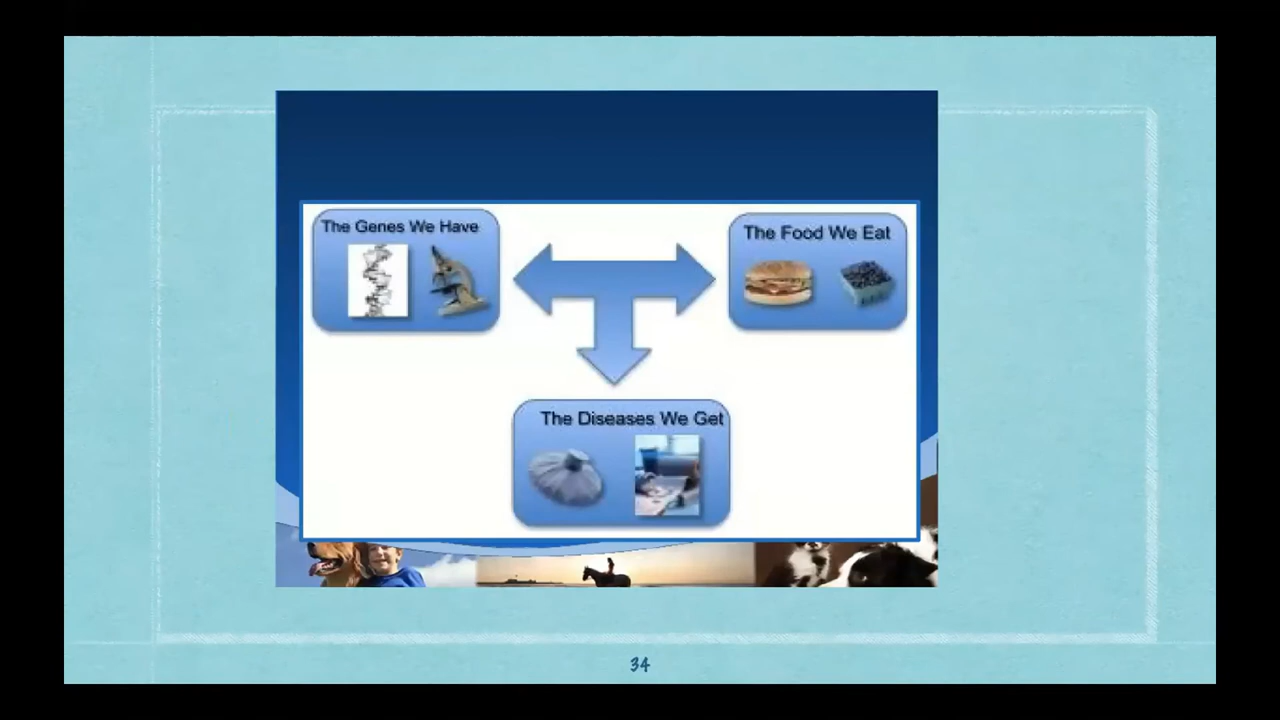 The Genes We Have
The Food We Eat
The Diseases We Get
34